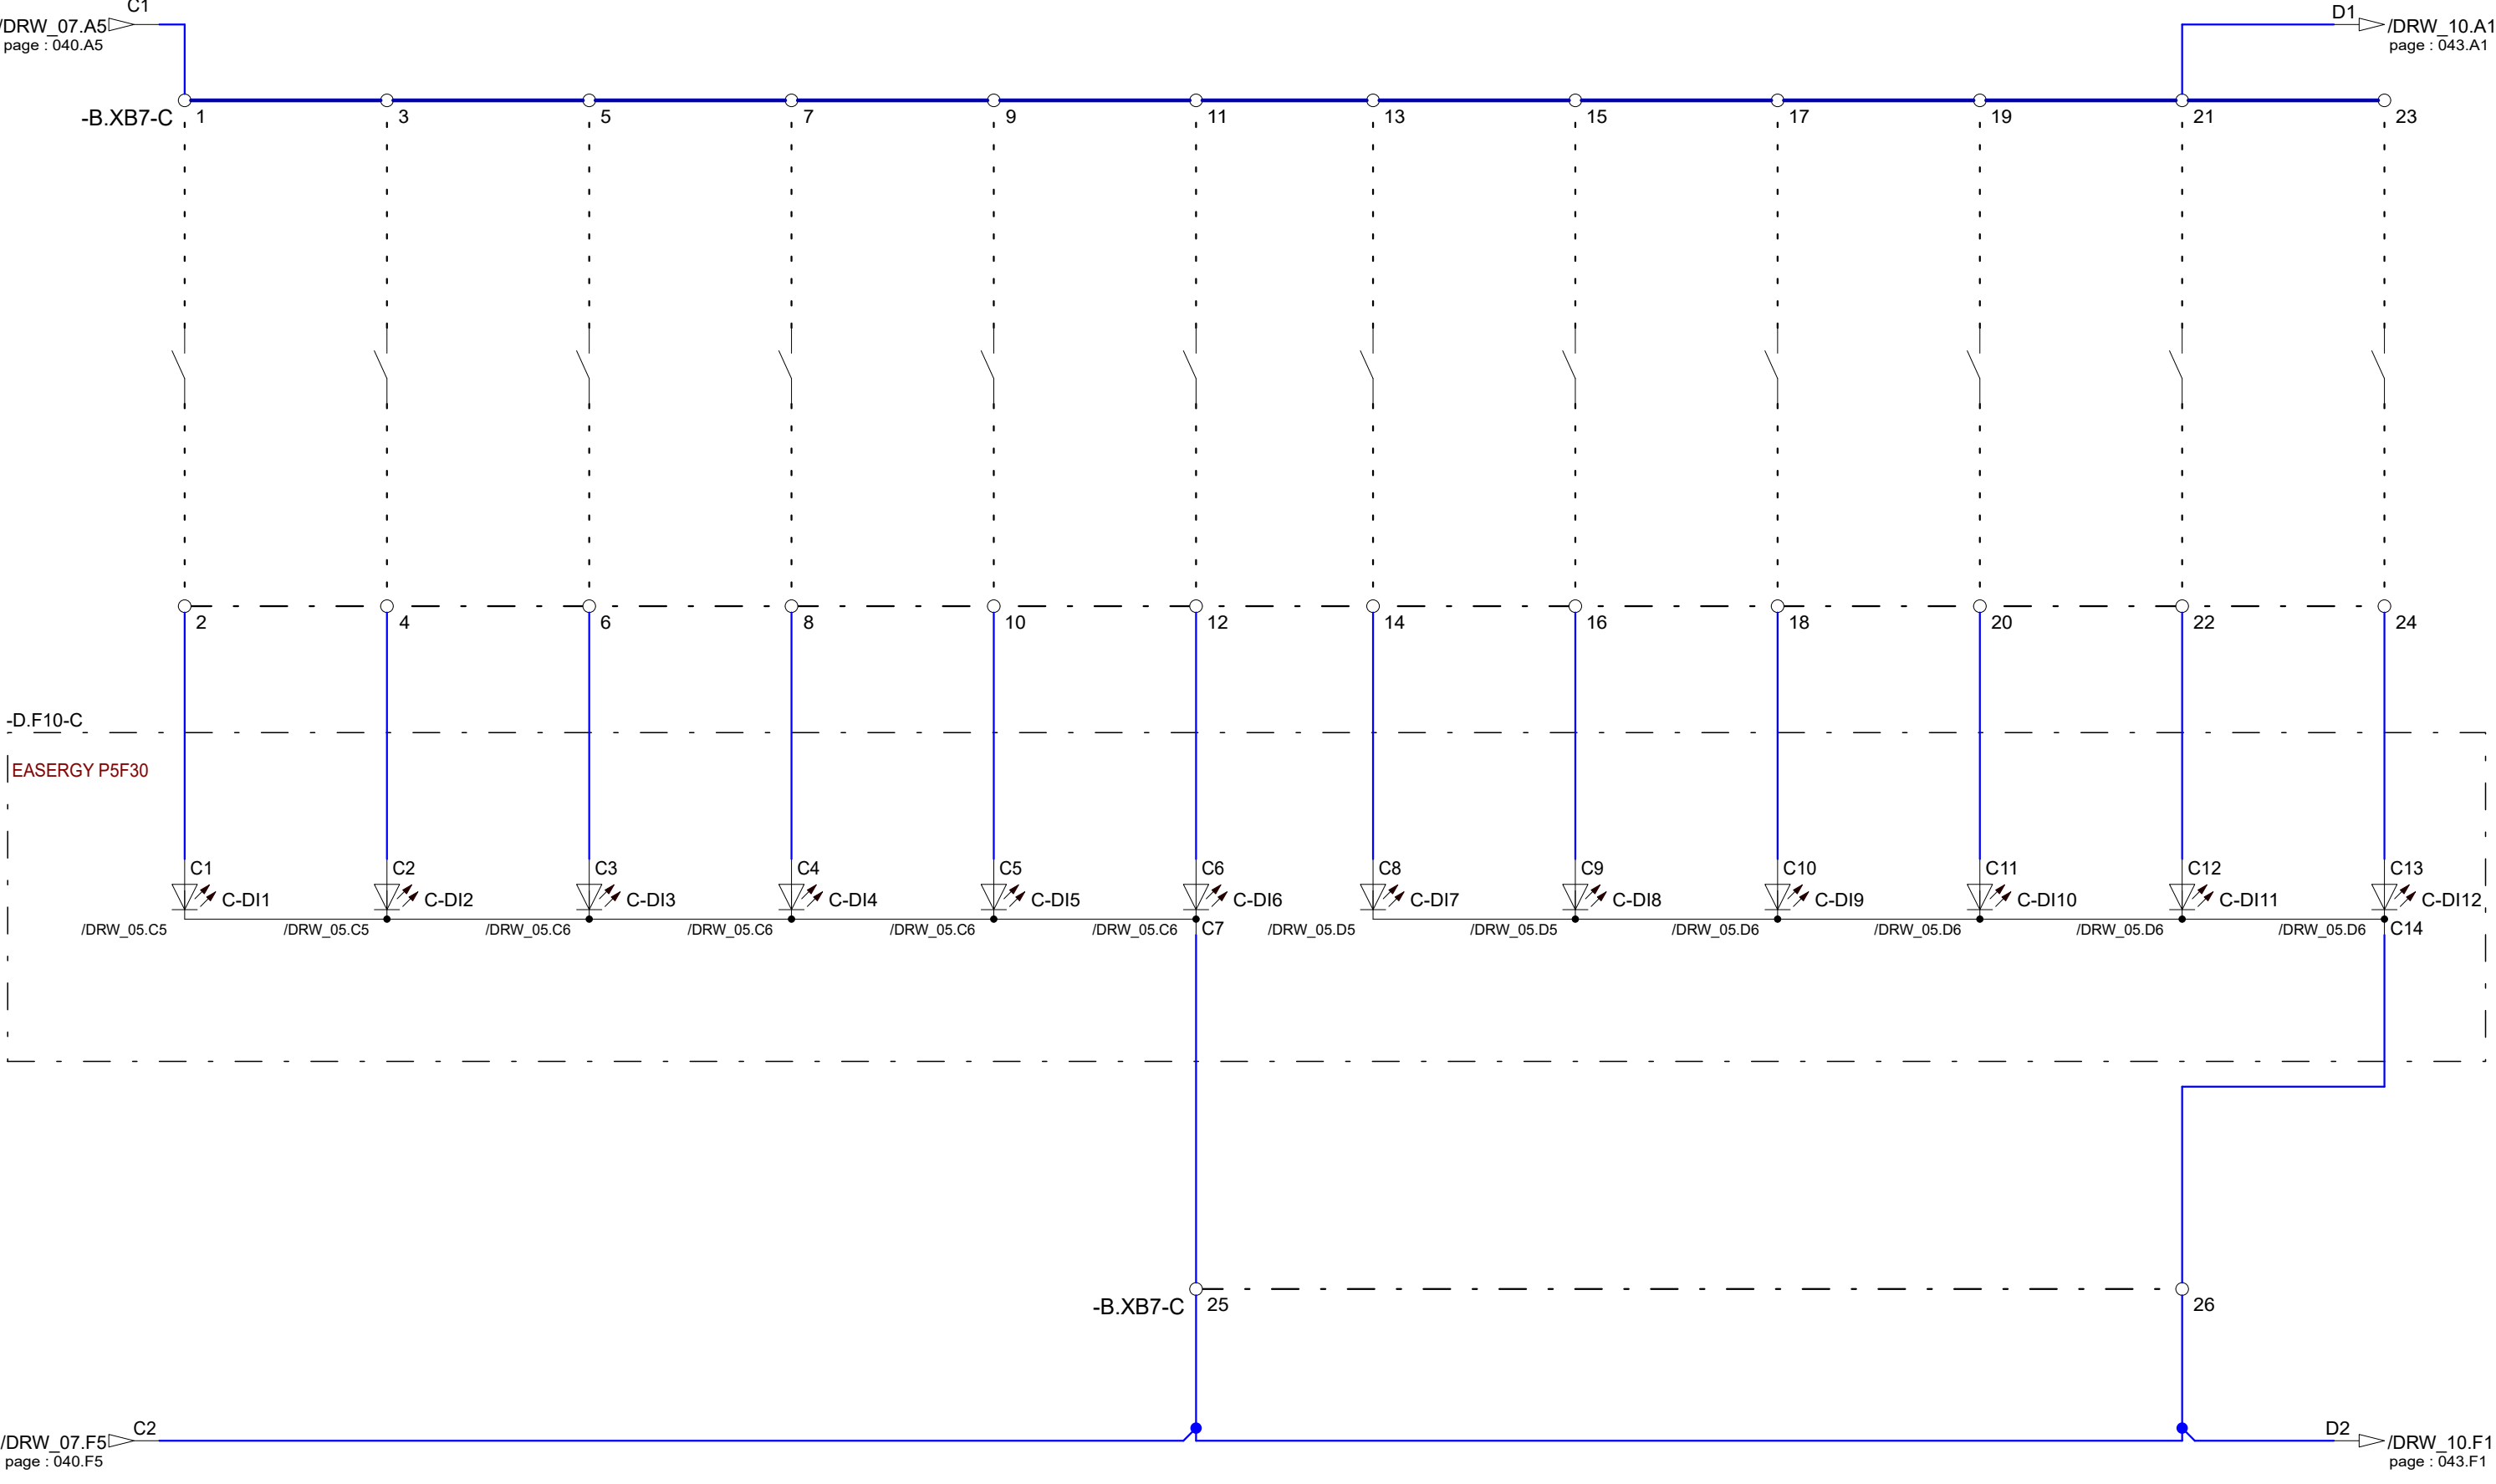 C1
D1
/DRW_07.A5
/DRW_10.A1
page : 040.A5
page : 043.A1
-B.XB7-C 1 3 5 7 9 11 13 15 17 19 21 23
2 4 6 8 10 12 14 16 18 20 22 24
-D.F10-C
EASERGY P5F30
C1 C2 C3 C4 C5 C6 C8 C9 C10 C11 C12 C13
C-DI1 C-DI2 C-DI3 C-DI4 C-DI5 C-DI6 C-DI7 C-DI8 C-DI9 C-DI10 C-DI11 C-DI12
/DRW_05.C5 /DRW_05.C5 /DRW_05.C6 /DRW_05.C6 /DRW_05.C6 /DRW_05.C6 C7 /DRW_05.D5 /DRW_05.D5 /DRW_05.D6 /DRW_05.D6 /DRW_05.D6 /DRW_05.D6 C14
-B.XB7-C 25 26
C2 D2
/DRW_07.F5 /DRW_10.F1
page : 040.F5 page : 043.F1